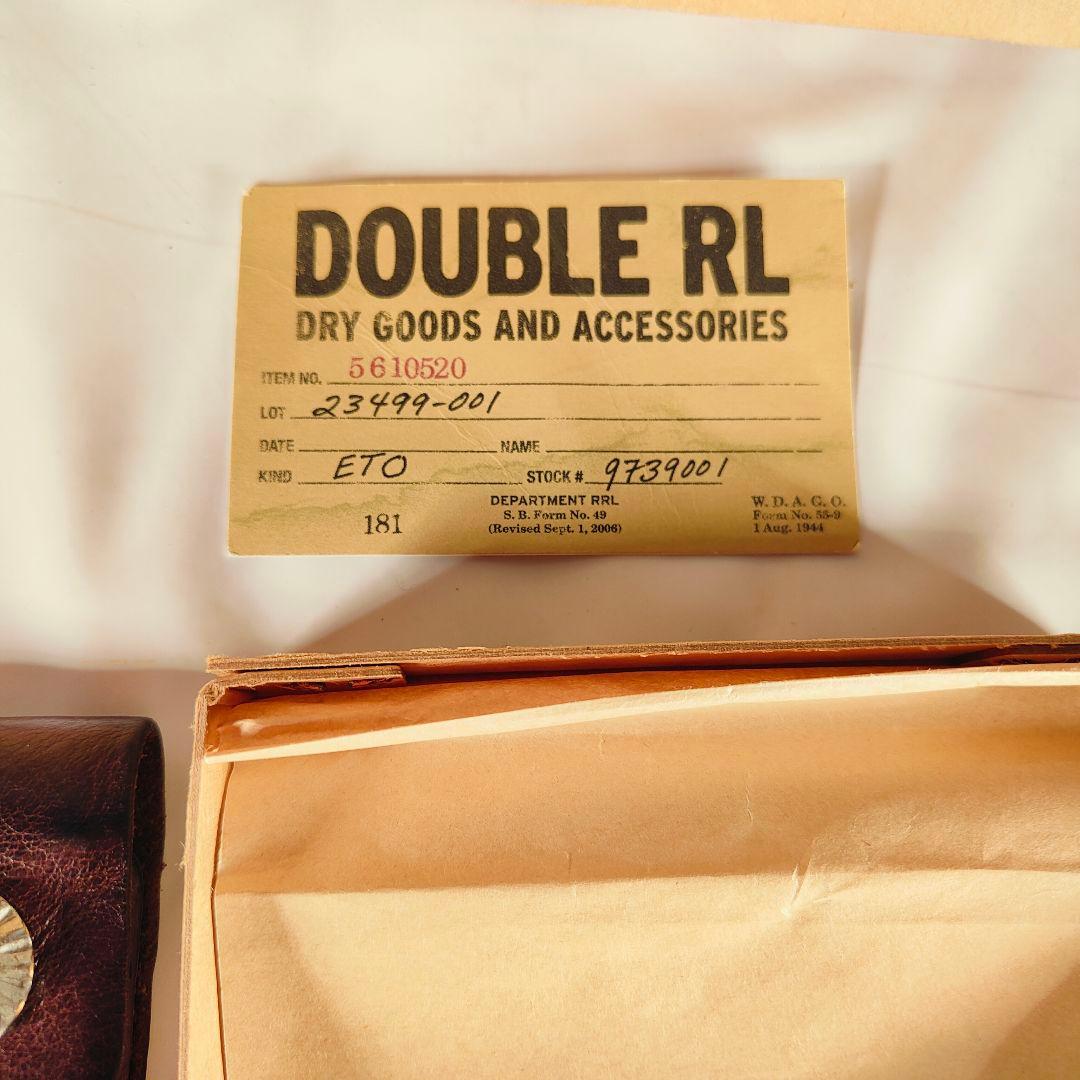 DOUBLE RL
DRY GOODS AND ACCESSORIES
ITEM NO. 5610520
LOT 23499-001
DATE NAME
KIND ETO STOCK # 9739001
181
DEPARTMENT RRL
S. B. Form No. 49
(Revised Sept. 1, 2006)
W. D. A. G. O.
Form No. 55-9
1 Aug. 1944